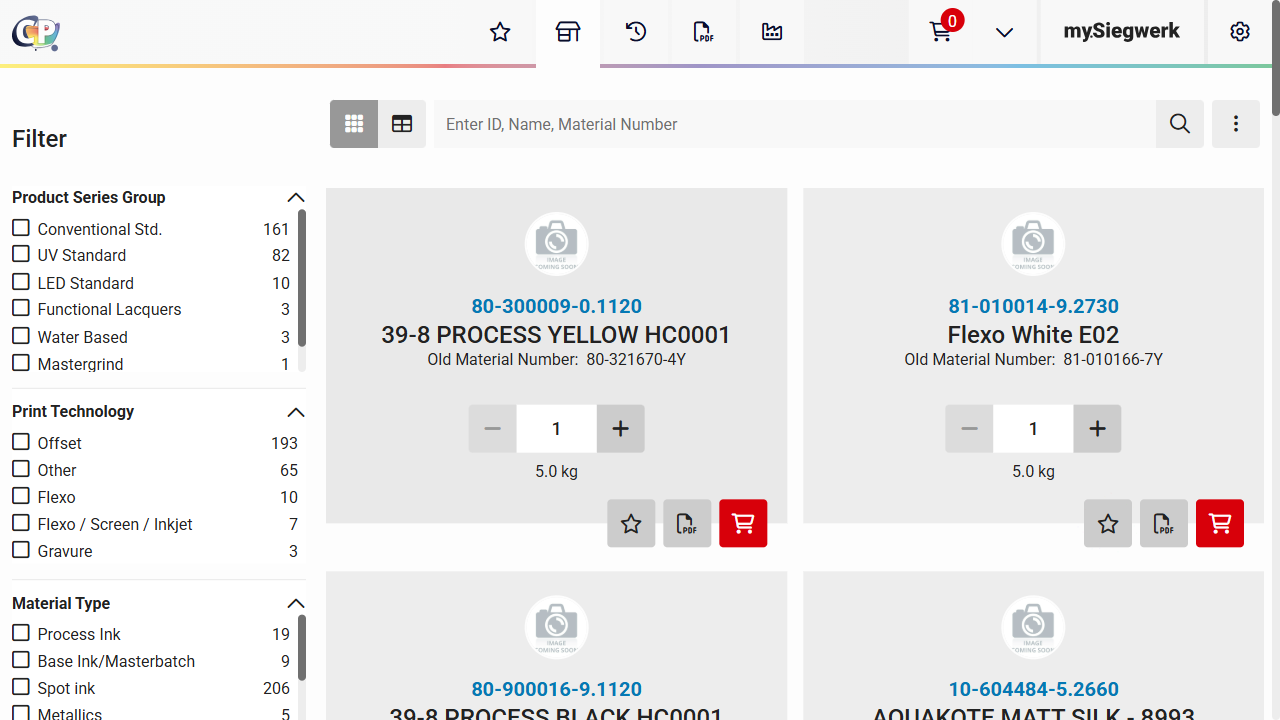 CP
PDF
0
mySiegwerk
Filter
Enter ID, Name, Material Number
Product Series Group
Conventional Std. 161
UV Standard 82
LED Standard 10
Functional Lacquers 3
Water Based 3
Mastergrind 1
Print Technology
Offset 193
Other 65
Flexo 10
Flexo / Screen / Inkjet 7
Gravure 3
Material Type
Process Ink 19
Base Ink/Masterbatch 9
Spot ink 206
Metallics 5
IMAGE
COMING SOON
80-300009-0.1120
39-8 PROCESS YELLOW HC0001
Old Material Number: 80-321670-4Y
1
5.0 kg
PDF
IMAGE
COMING SOON
81-010014-9.2730
Flexo White E02
Old Material Number: 81-010166-7Y
1
5.0 kg
PDF
IMAGE
COMING SOON
80-900016-9.1120
39-8 PROCESS BLACK HC0001
IMAGE
COMING SOON
10-604484-5.2660
AQUAKOTE MATT SILK - 8993